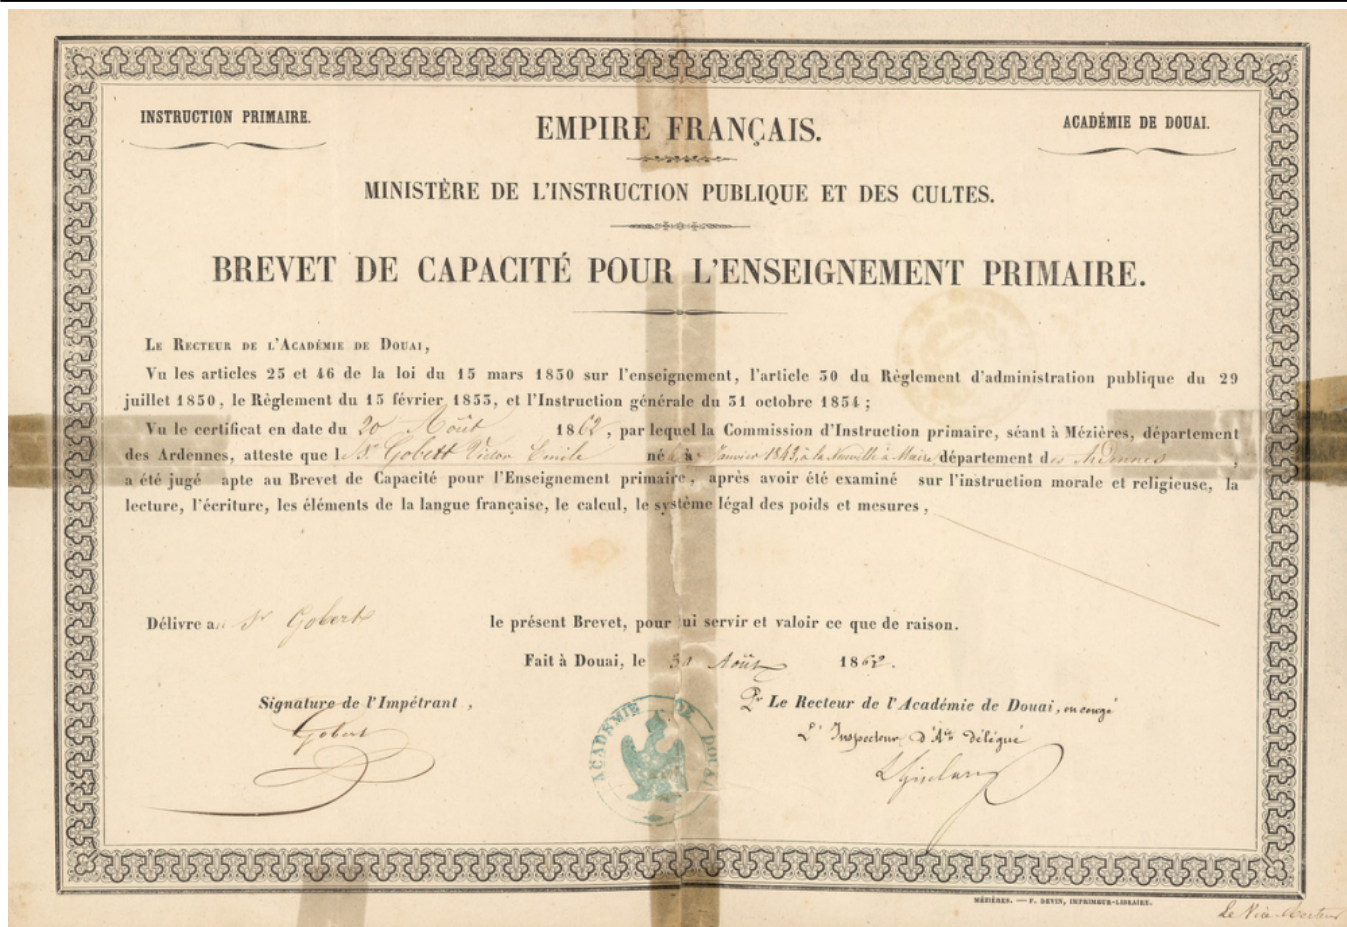 INSTRUCTION PRIMAIRE.
EMPIRE FRANÇAIS.
ACADÉMIE DE DOUAI.
MINISTÈRE DE L'INSTRUCTION PUBLIQUE ET DES CULTES.
BREVET DE CAPACITÉ POUR L'ENSEIGNEMENT PRIMAIRE.
LE RECTEUR DE L'ACADÉMIE DE DOUAI,
Vu les articles 25 et 46 de la loi du 15 mars 1850 sur l'enseignement, l'article 50 du Règlement d'administration publique du 29
juillet 1850, le Règlement du 15 février 1853, et l'Instruction générale du 31 octobre 1854 ;
Vu le certificat en date du 20 Août 1862, par lequel la Commission d'Instruction primaire, séant à Mézières, département
des Ardennes, atteste que l Sr Gobert Victor Emile né Janvier 1843, à la Neuville à Maire, département des Ardennes,
a été jugé apte au Brevet de Capacité pour l'Enseignement primaire, après avoir été examiné sur l'instruction morale et religieuse, la
lecture, l'écriture, les éléments de la langue française, le calcul, le système légal des poids et mesures,
Délivré au Sr Gobert le présent Brevet, pour lui servir et valoir ce que de raison.
Fait à Douai, le 30 Août 1862.
Signature de l'Impétrant,
Pr Le Recteur de l'Académie de Douai, en congé
L'Inspecteur d'Aie délégué
Gobert
ACADÉMIE DE DOUAI
MÉZIÈRES. — F. DEVIN, IMPRIMEUR-LIBRAIRE.
Le Vice-Recteur